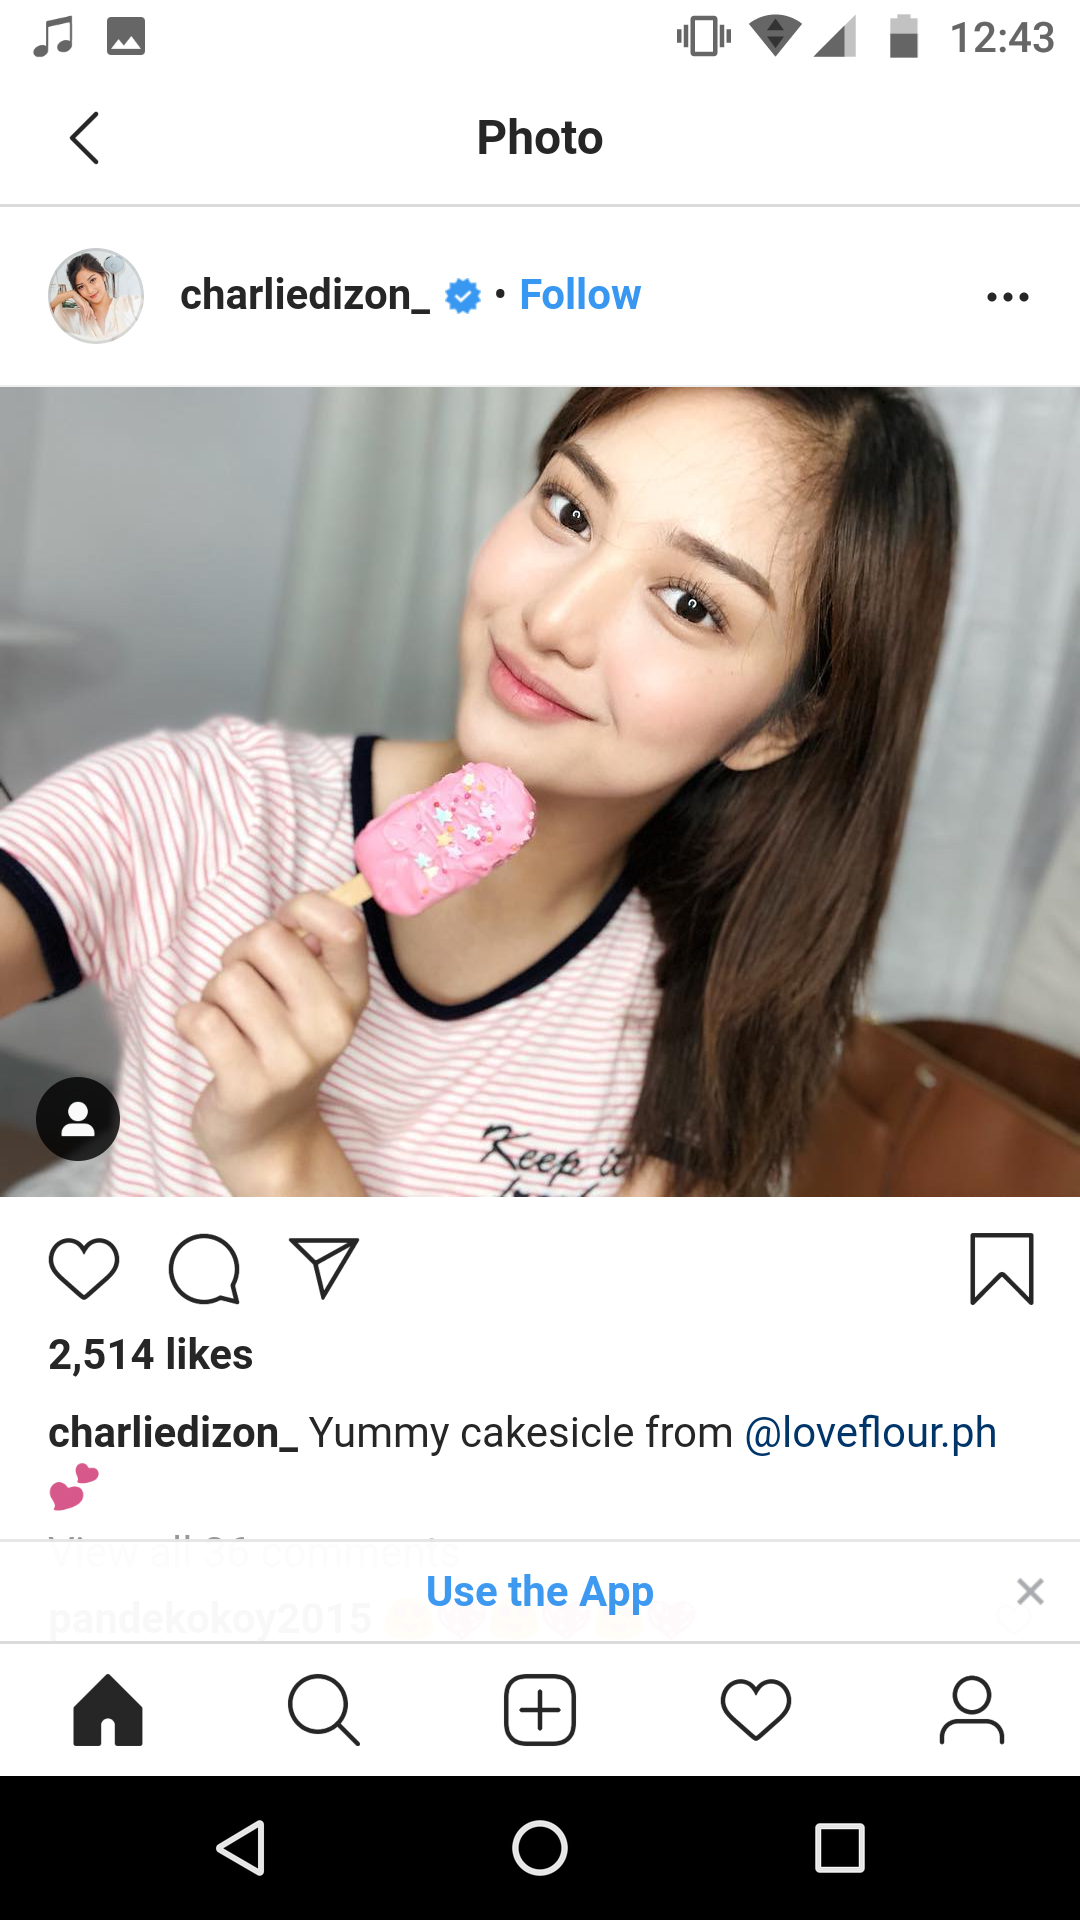 12:43
Photo
charliedizon_ • Follow
Keep it
2,514 likes
charliedizon_ Yummy cakesicle from @loveflour.ph
💕
View all 36 comments
Use the App
pandekokoy2015